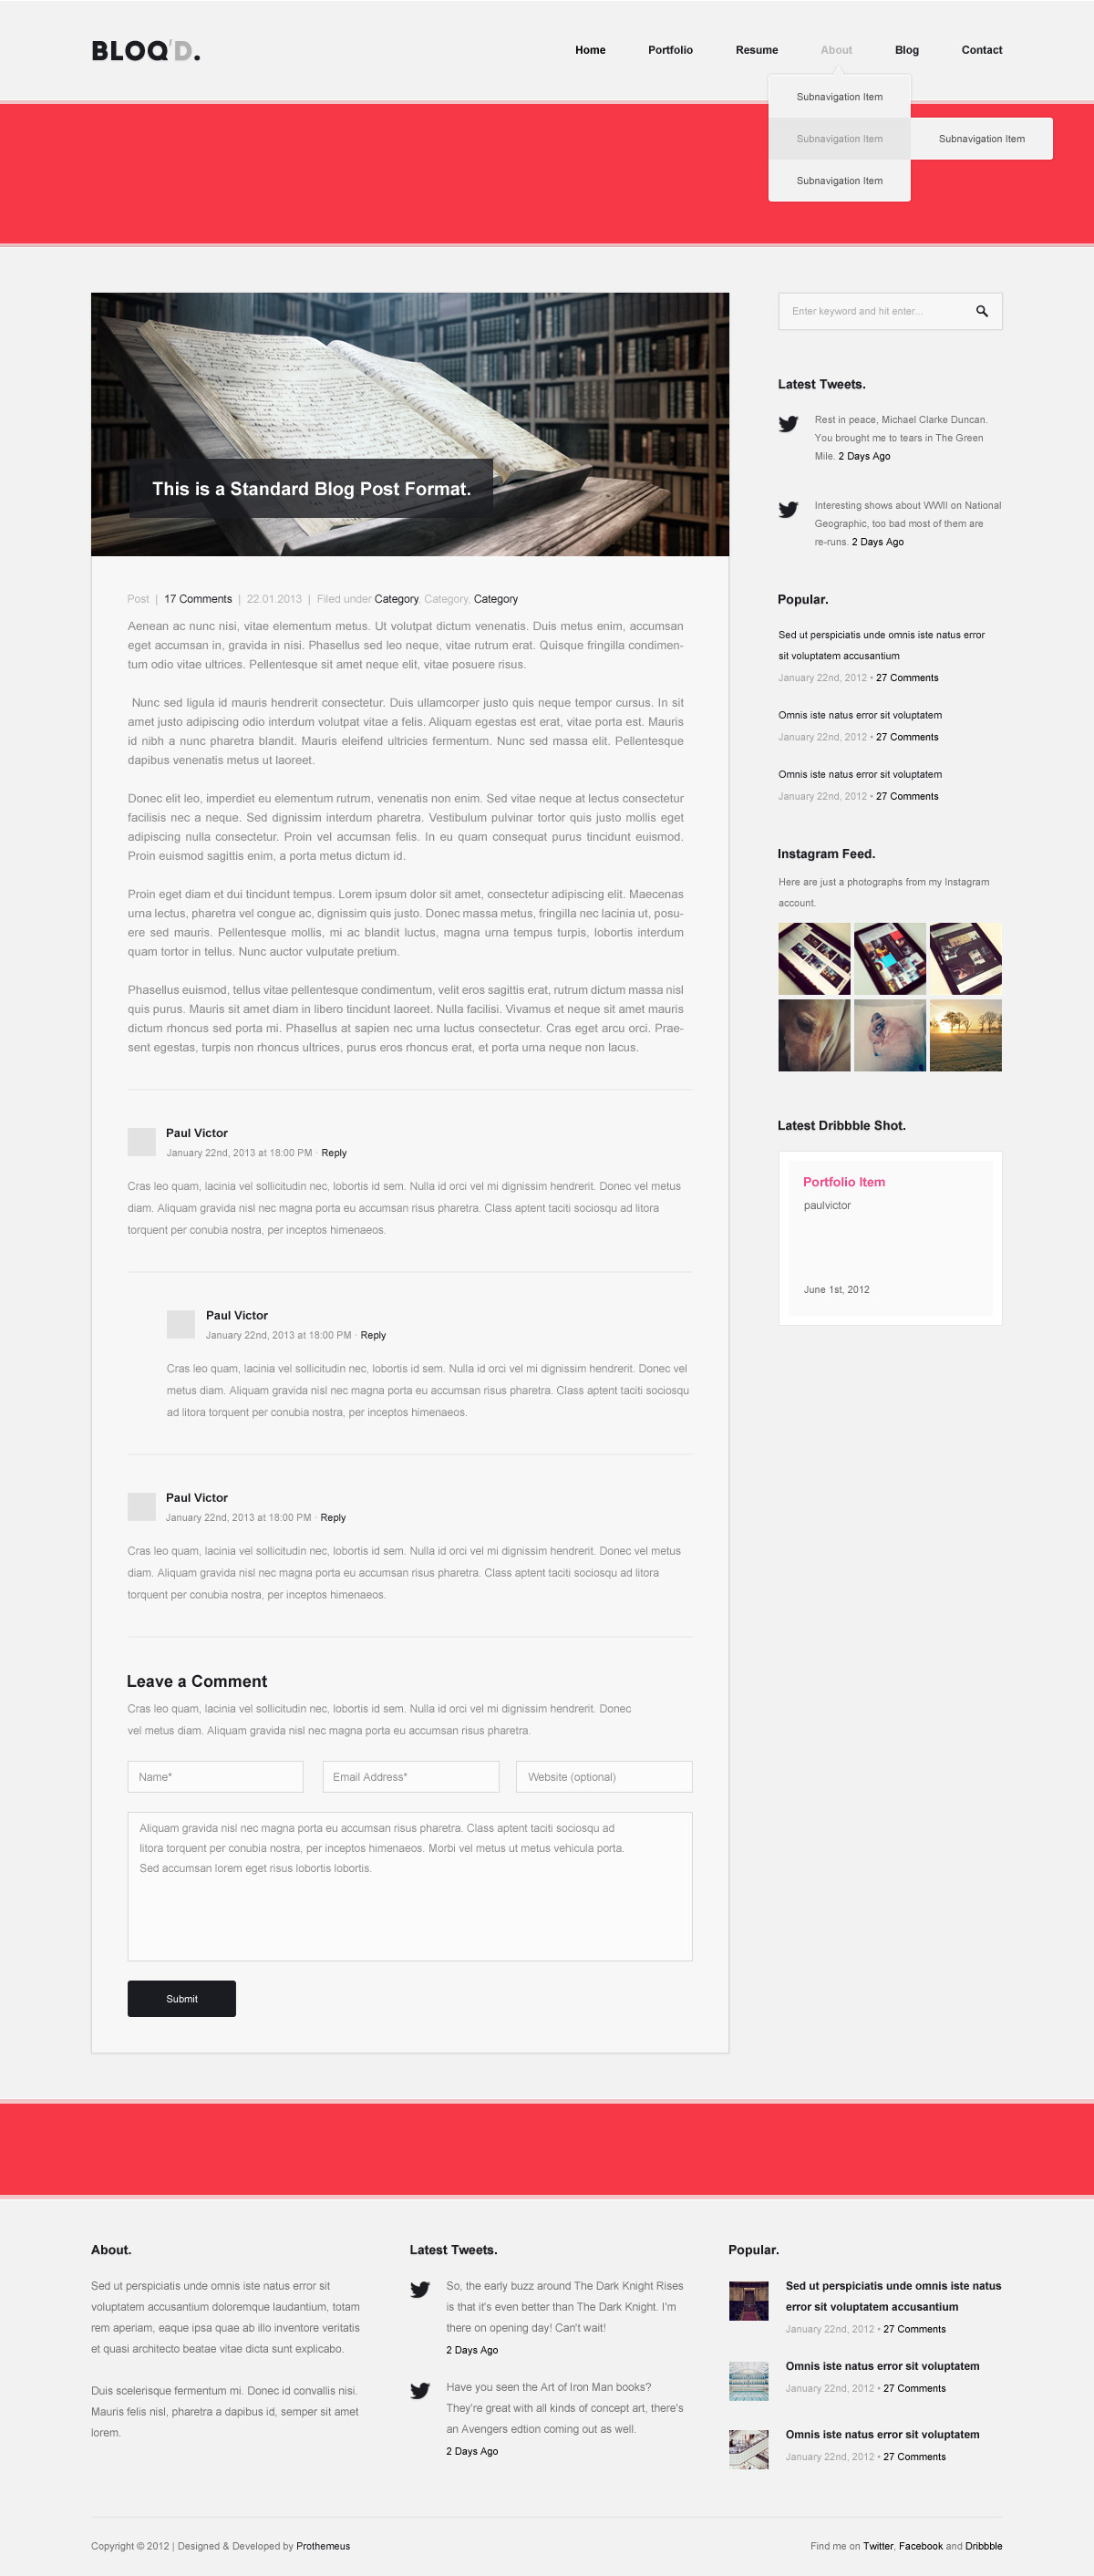 BLOQ'D.
Home Portfolio Resume About Blog Contact
Subnavigation Item
Subnavigation Item Subnavigation Item
Subnavigation Item
This is a Standard Blog Post Format.
Post | 17 Comments | 22.01.2013 | Filed under Category, Category, Category
Aenean ac nunc nisi, vitae elementum metus. Ut volutpat dictum venenatis. Duis metus enim, accumsan
eget accumsan in, gravida in nisi. Phasellus sed leo neque, vitae rutrum erat. Quisque fringilla condimen-
tum odio vitae ultrices. Pellentesque sit amet neque elit, vitae posuere risus.
Nunc sed ligula id mauris hendrerit consectetur. Duis ullamcorper justo quis neque tempor cursus. In sit
amet justo adipiscing odio interdum volutpat vitae a felis. Aliquam egestas est erat, vitae porta est. Mauris
id nibh a nunc pharetra blandit. Mauris eleifend ultricies fermentum. Nunc sed massa elit. Pellentesque
dapibus venenatis metus ut laoreet.
Donec elit leo, imperdiet eu elementum rutrum, venenatis non enim. Sed vitae neque at lectus consectetur
facilisis nec a neque. Sed dignissim interdum pharetra. Vestibulum pulvinar tortor quis justo mollis eget
adipiscing nulla consectetur. Proin vel accumsan felis. In eu quam consequat purus tincidunt euismod.
Proin euismod sagittis enim, a porta metus dictum id.
Proin eget diam et dui tincidunt tempus. Lorem ipsum dolor sit amet, consectetur adipiscing elit. Maecenas
urna lectus, pharetra vel congue ac, dignissim quis justo. Donec massa metus, fringilla nec lacinia ut, posu-
ere sed mauris. Pellentesque mollis, mi ac blandit luctus, magna urna tempus turpis, lobortis interdum
quam tortor in tellus. Nunc auctor vulputate pretium.
Phasellus euismod, tellus vitae pellentesque condimentum, velit eros sagittis erat, rutrum dictum massa nisl
quis purus. Mauris sit amet diam in libero tincidunt laoreet. Nulla facilisi. Vivamus et neque sit amet mauris
dictum rhoncus sed porta mi. Phasellus at sapien nec urna luctus consectetur. Cras eget arcu orci. Prae-
sent egestas, turpis non rhoncus ultrices, purus eros rhoncus erat, et porta urna neque non lacus.
Paul Victor
January 22nd, 2013 at 18:00 PM · Reply
Cras leo quam, lacinia vel sollicitudin nec, lobortis id sem. Nulla id orci vel mi dignissim hendrerit. Donec vel metus
diam. Aliquam gravida nisl nec magna porta eu accumsan risus pharetra. Class aptent taciti sociosqu ad litora
torquent per conubia nostra, per inceptos himenaeos.
Paul Victor
January 22nd, 2013 at 18:00 PM · Reply
Cras leo quam, lacinia vel sollicitudin nec, lobortis id sem. Nulla id orci vel mi dignissim hendrerit. Donec vel
metus diam. Aliquam gravida nisl nec magna porta eu accumsan risus pharetra. Class aptent taciti sociosqu
ad litora torquent per conubia nostra, per inceptos himenaeos.
Paul Victor
January 22nd, 2013 at 18:00 PM · Reply
Cras leo quam, lacinia vel sollicitudin nec, lobortis id sem. Nulla id orci vel mi dignissim hendrerit. Donec vel metus
diam. Aliquam gravida nisl nec magna porta eu accumsan risus pharetra. Class aptent taciti sociosqu ad litora
torquent per conubia nostra, per inceptos himenaeos.
Leave a Comment
Cras leo quam, lacinia vel sollicitudin nec, lobortis id sem. Nulla id orci vel mi dignissim hendrerit. Donec
vel metus diam. Aliquam gravida nisl nec magna porta eu accumsan risus pharetra.
Name* Email Address* Website (optional)
Aliquam gravida nisl nec magna porta eu accumsan risus pharetra. Class aptent taciti sociosqu ad
litora torquent per conubia nostra, per inceptos himenaeos. Morbi vel metus ut metus vehicula porta.
Sed accumsan lorem eget risus lobortis lobortis.
Submit
Enter keyword and hit enter...
Latest Tweets.
Rest in peace, Michael Clarke Duncan.
You brought me to tears in The Green
Mile. 2 Days Ago
Interesting shows about WWII on National
Geographic, too bad most of them are
re-runs. 2 Days Ago
Popular.
Sed ut perspiciatis unde omnis iste natus error
sit voluptatem accusantium
January 22nd, 2012 • 27 Comments
Omnis iste natus error sit voluptatem
January 22nd, 2012 • 27 Comments
Omnis iste natus error sit voluptatem
January 22nd, 2012 • 27 Comments
Instagram Feed.
Here are just a photographs from my Instagram
account.
Latest Dribbble Shot.
Portfolio Item
paulvictor
June 1st, 2012
About.
Sed ut perspiciatis unde omnis iste natus error sit
voluptatem accusantium doloremque laudantium, totam
rem aperiam, eaque ipsa quae ab illo inventore veritatis
et quasi architecto beatae vitae dicta sunt explicabo.
Duis scelerisque fermentum mi. Donec id convallis nisi.
Mauris felis nisl, pharetra a dapibus id, semper sit amet
lorem.
Latest Tweets.
So, the early buzz around The Dark Knight Rises
is that it's even better than The Dark Knight. I'm
there on opening day! Can't wait!
2 Days Ago
Have you seen the Art of Iron Man books?
They're great with all kinds of concept art, there's
an Avengers edtion coming out as well.
2 Days Ago
Popular.
Sed ut perspiciatis unde omnis iste natus
error sit voluptatem accusantium
January 22nd, 2012 • 27 Comments
Omnis iste natus error sit voluptatem
January 22nd, 2012 • 27 Comments
Omnis iste natus error sit voluptatem
January 22nd, 2012 • 27 Comments
Copyright © 2012 | Designed & Developed by Prothemeus
Find me on Twitter, Facebook and Dribbble